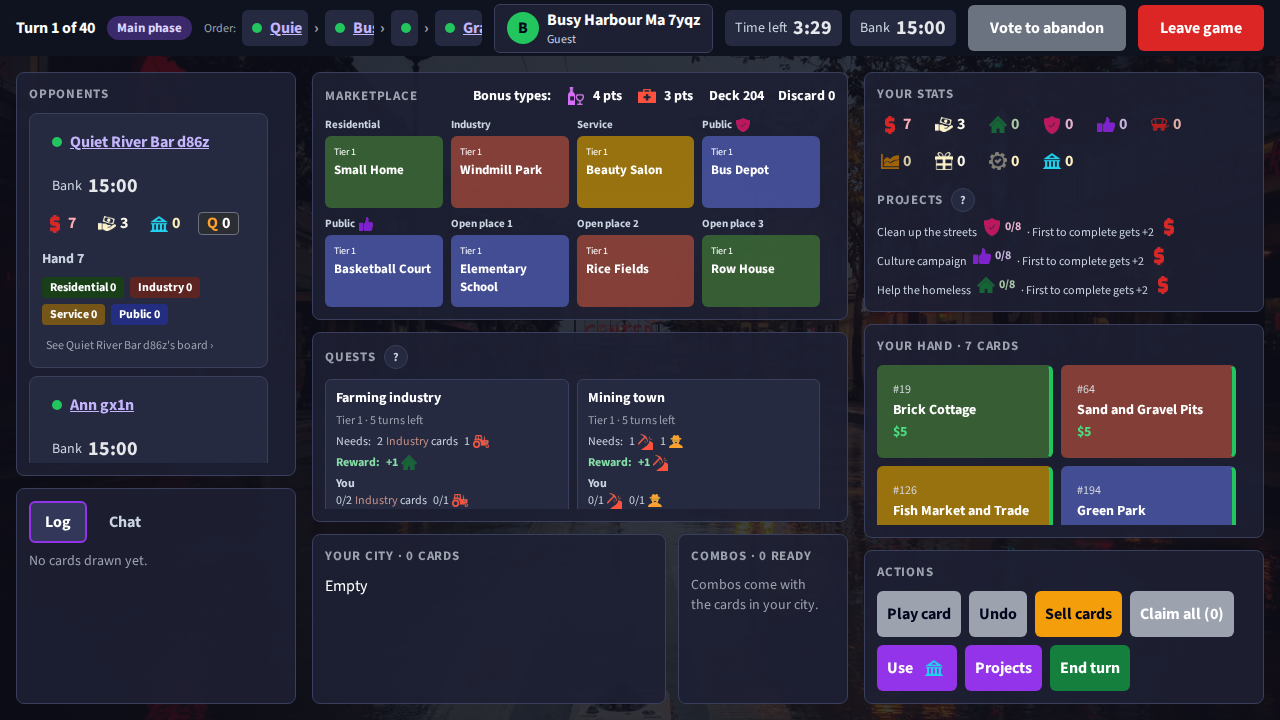 Turn 1 of 40
Main phase
Order:
Quie
›
Bus
›
›
Gra
B
Busy Harbour Ma 7yqz
Guest
Time left 3:29
Bank 15:00
Vote to abandon
Leave game
OPPONENTS
Quiet River Bar d86z
Bank 15:00
7 3 0 Q 0
Hand 7
Residential 0 Industry 0
Service 0 Public 0
See Quiet River Bar d86z's board ›
Ann gx1n
Bank 15:00
Log Chat
No cards drawn yet.
MARKETPLACE
Bonus types: 4 pts 3 pts Deck 204 Discard 0
Residential Industry Service Public
Tier 1
Small Home
Tier 1
Windmill Park
Tier 1
Beauty Salon
Tier 1
Bus Depot
Public Open place 1 Open place 2 Open place 3
Tier 1
Basketball Court
Tier 1
Elementary
School
Tier 1
Rice Fields
Tier 1
Row House
QUESTS ?
Farming industry
Tier 1 · 5 turns left
Needs: 2 Industry cards 1
Reward: +1
You
0/2 Industry cards 0/1
Mining town
Tier 1 · 5 turns left
Needs: 1 1
Reward: +1
You
0/1 0/1
YOUR CITY · 0 CARDS
Empty
COMBOS · 0 READY
Combos come with
the cards in your city.
YOUR STATS
7 3 0 0 0 0
0 0 0 0
PROJECTS ?
Clean up the streets 0/8 · First to complete gets +2
Culture campaign 0/8 · First to complete gets +2
Help the homeless 0/8 · First to complete gets +2
YOUR HAND · 7 CARDS
#19
Brick Cottage
$5
#64
Sand and Gravel Pits
$5
#126
Fish Market and Trade
#194
Green Park
ACTIONS
Play card Undo Sell cards Claim all (0)
Use Projects End turn